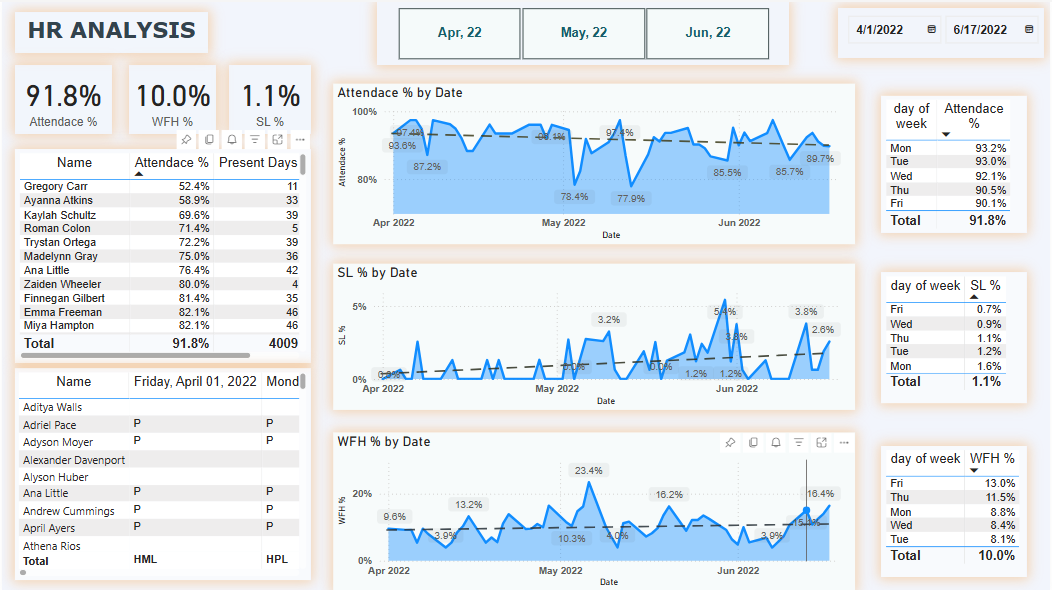 HR ANALYSIS
Apr, 22
May, 22
Jun, 22
4/1/2022
6/17/2022
91.8%
Attendace %
10.0%
WFH %
1.1%
SL %
Name Attendace % Present Days
Gregory Carr 52.4% 11
Ayanna Atkins 58.9% 33
Kaylah Schultz 69.6% 39
Roman Colon 71.4% 5
Trystan Ortega 72.2% 39
Madelynn Gray 75.0% 36
Ana Little 76.4% 42
Zaiden Wheeler 80.0% 4
Finnegan Gilbert 81.4% 35
Emma Freeman 82.1% 46
Miya Hampton 82.1% 46
Total 91.8% 4009
Name Friday, April 01, 2022 Mond
Aditya Walls
Adriel Pace P P
Adyson Moyer P P
Alexander Davenport
Alyson Huber
Ana Little P P
Andrew Cummings P P
April Ayers P P
Athena Rios
Total HML HPL
Attendace % by Date
Attendace %
100%
80%
97.4%
93.6%
87.2%
78.4%
97.4%
77.9%
85.5%
85.7%
89.7%
Apr 2022 May 2022 Jun 2022
Date
SL % by Date
SL %
5%
0%
0.0%
3.2%
0.0%
1.2%
5.4%
1.2%
3.8%
2.6%
Apr 2022 May 2022 Jun 2022
Date
WFH % by Date
WFH %
20%
0%
9.6%
3.9%
13.2%
10.3%
23.4%
4.0%
16.2%
3.9%
16.4%
Apr 2022 May 2022 Jun 2022
Date
day of week Attendace %
Mon 93.2%
Tue 93.0%
Wed 92.1%
Thu 90.5%
Fri 90.1%
Total 91.8%
day of week SL %
Fri 0.7%
Wed 0.9%
Thu 1.1%
Tue 1.2%
Mon 1.6%
Total 1.1%
day of week WFH %
Fri 13.0%
Thu 11.5%
Mon 8.8%
Wed 8.4%
Tue 8.1%
Total 10.0%